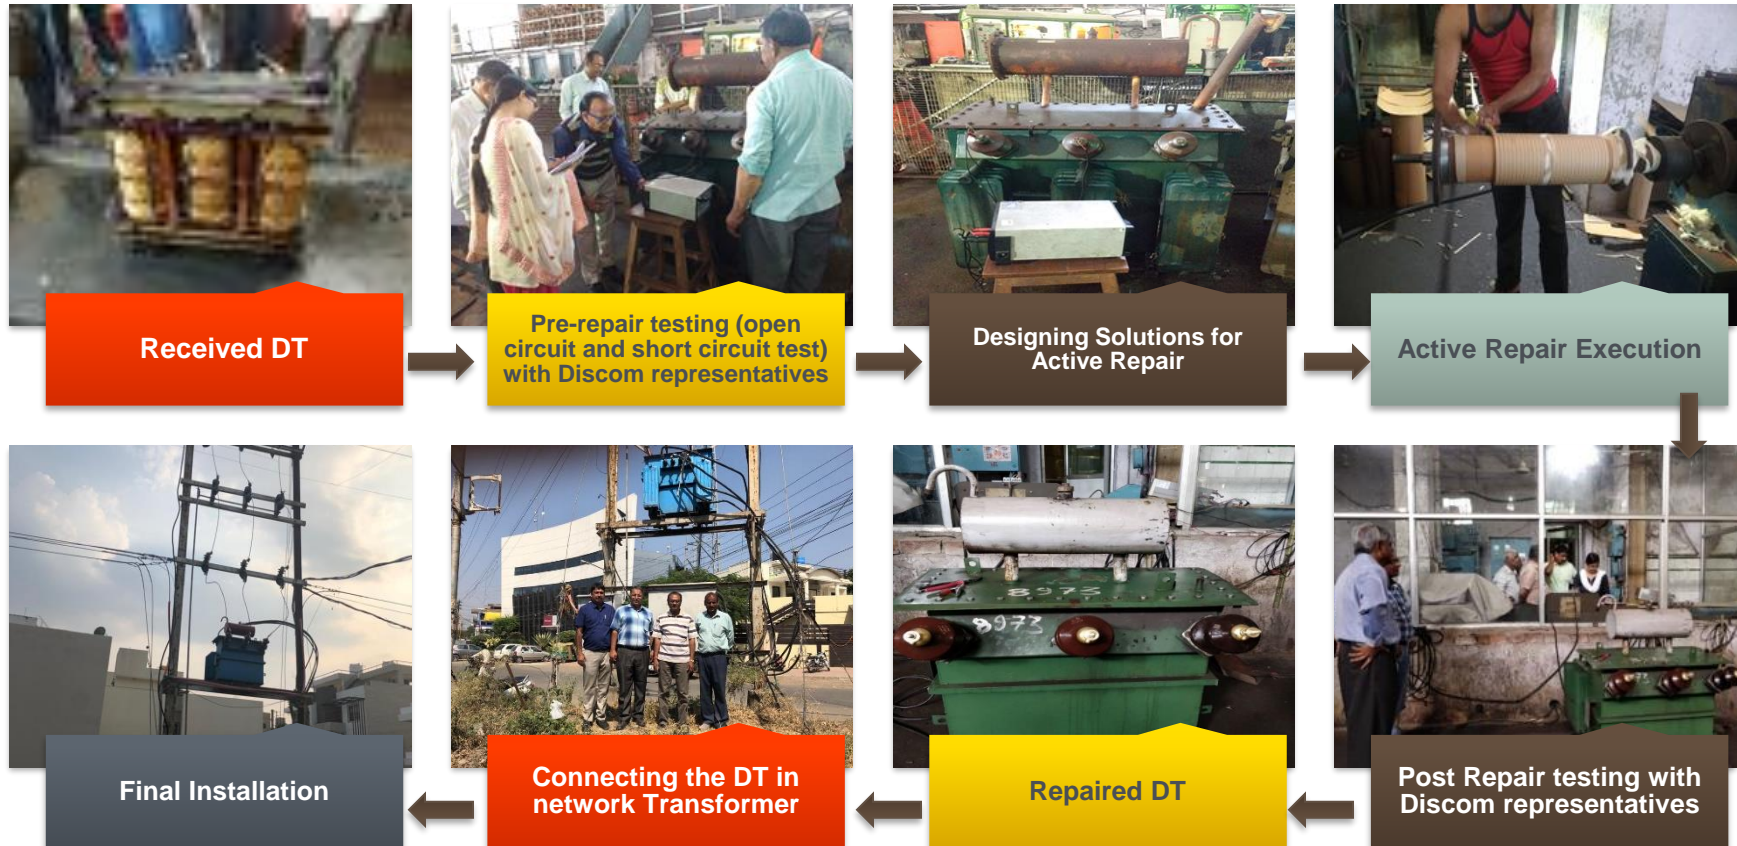 Received DT
Pre-repair testing (open
circuit and short circuit test)
with Discom representatives
Designing Solutions for
Active Repair
Active Repair Execution
8973
8973
Final Installation
Connecting the DT in
network Transformer
Repaired DT
Post Repair testing with
Discom representatives